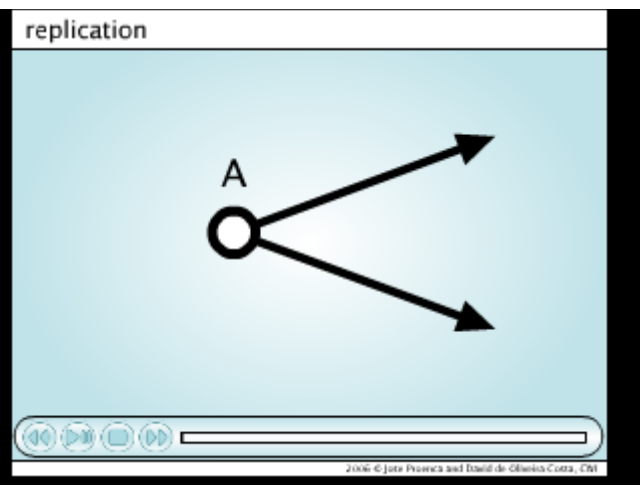 replication
A
2006 © Jose Proenca and David de Oliveira Costa, CWI